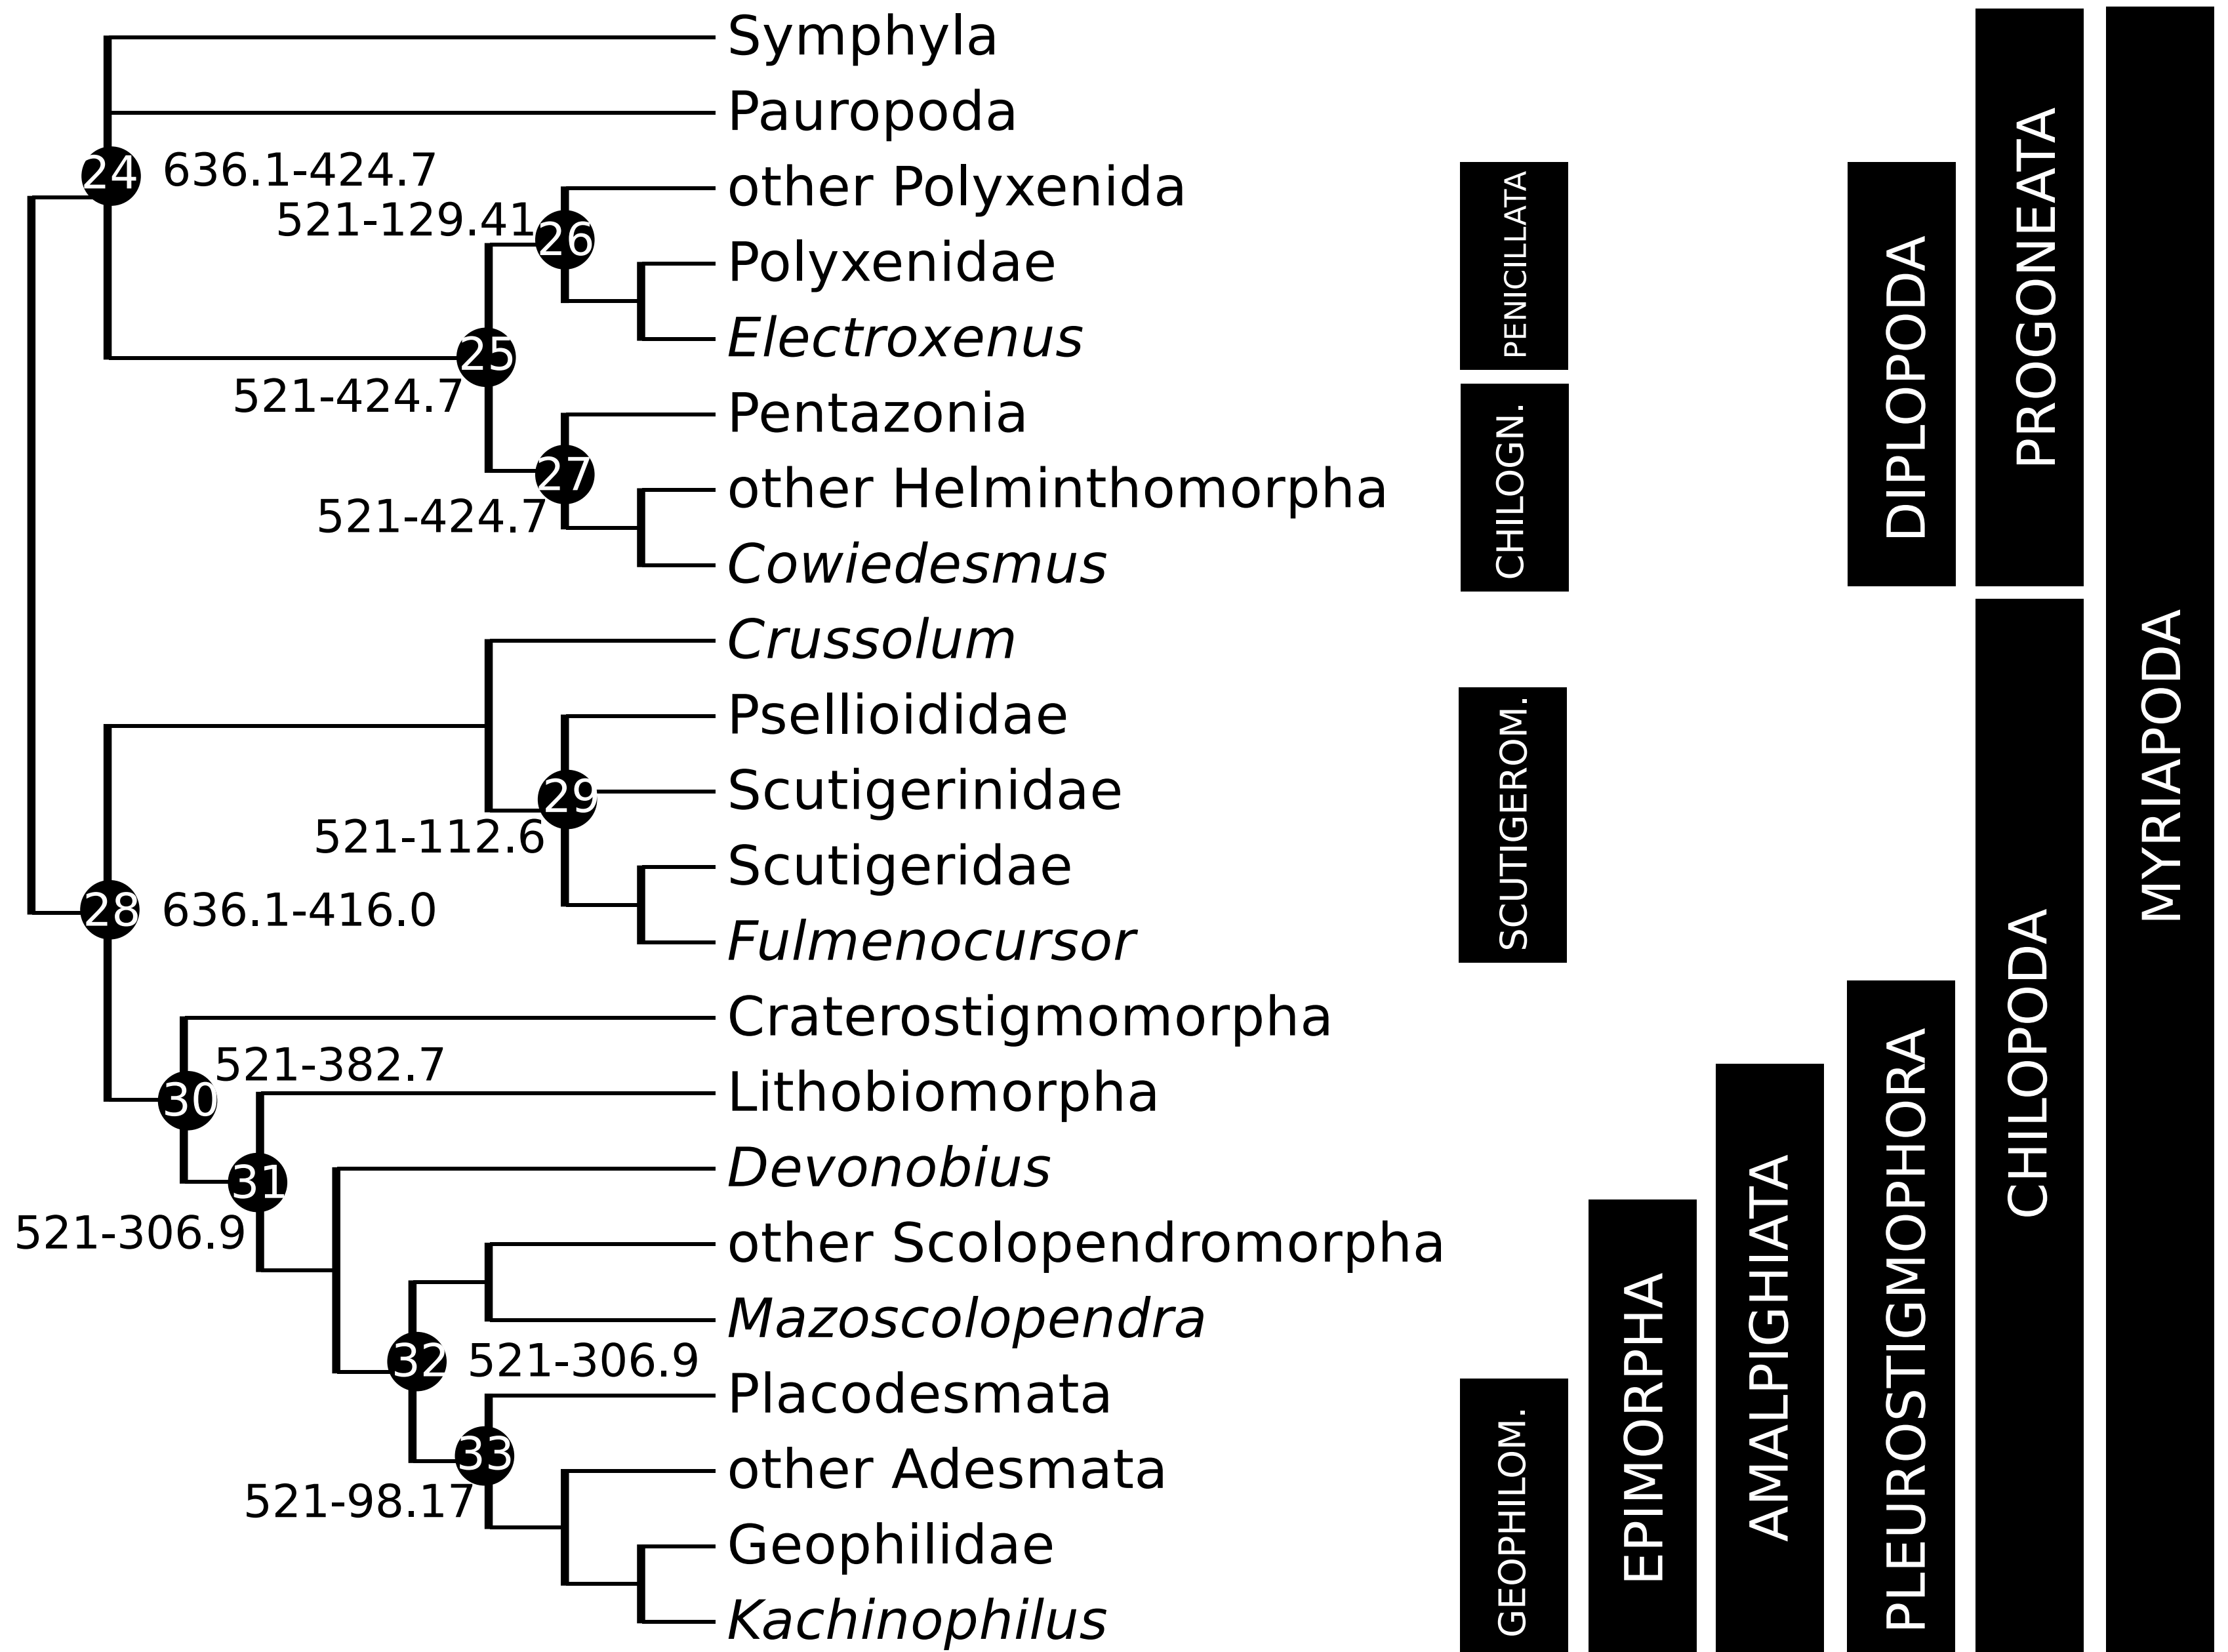 Symphyla
Pauropoda
24 636.1-424.7
other Polyxenida
521-129.41 26
Polyxenidae
Electroxenus
25
521-424.7
Pentazonia
27
other Helminthomorpha
521-424.7
Cowiedesmus
Crussolum
Psellioididae
Scutigerinidae
29
521-112.6
Scutigeridae
28 636.1-416.0
Fulmenocursor
Craterostigmomorpha
521-382.7
30
Lithobiomorpha
Devonobius
31
521-306.9
other Scolopendromorpha
Mazoscolopendra
32 521-306.9
Placodesmata
33
other Adesmata
521-98.17
Geophilidae
Kachinophilus
PENICILLATA
CHILOGN.
SCUTIGEROM.
GEOPHILOM.
EPIMORPHA
AMALPIGHIATA
DIPLOPODA
PLEUROSTIGMOPHORA
PROGONEATA
CHILOPODA
MYRIAPODA